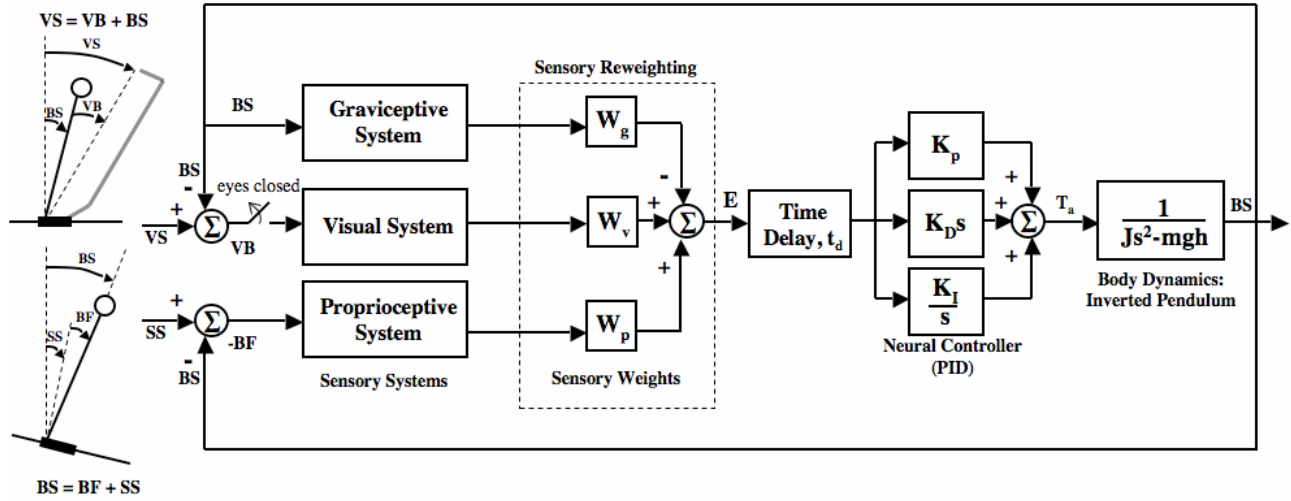 VS = VB + BS
VS
BS
VB
BS = BF + SS
BS
SS
BF
BS
BS
-
+
VS
Σ
VB
eyes closed
+
SS
Σ
-BF
-
BS
Graviceptive
System
Visual System
Proprioceptive
System
Sensory Systems
Sensory Reweighting
W_g
W_v
W_p
Sensory Weights
-
+
+
Σ
E
Time
Delay, t_d
K_p
K_D s
K_I
s
Neural Controller
(PID)
+
+
+
Σ
T_a
1
Js²-mgh
BS
Body Dynamics:
Inverted Pendulum